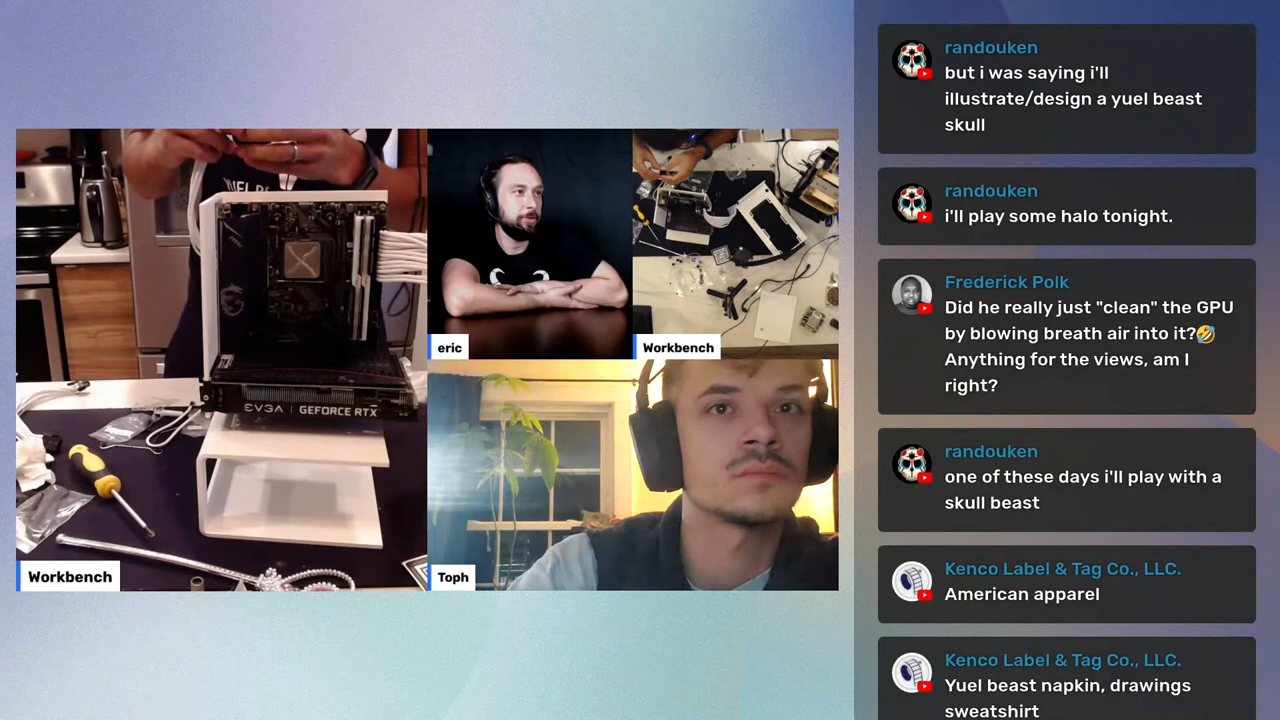 EVGA | GEFORCE RTX
Workbench
eric
Workbench
Toph
randouken
but i was saying i'll
illustrate/design a yuel beast
skull
randouken
i'll play some halo tonight.
Frederick Polk
Did he really just "clean" the GPU
by blowing breath air into it?🤣
Anything for the views, am I
right?
randouken
one of these days i'll play with a
skull beast
Kenco Label & Tag Co., LLC.
American apparel
Kenco Label & Tag Co., LLC.
Yuel beast napkin, drawings
sweatshirt